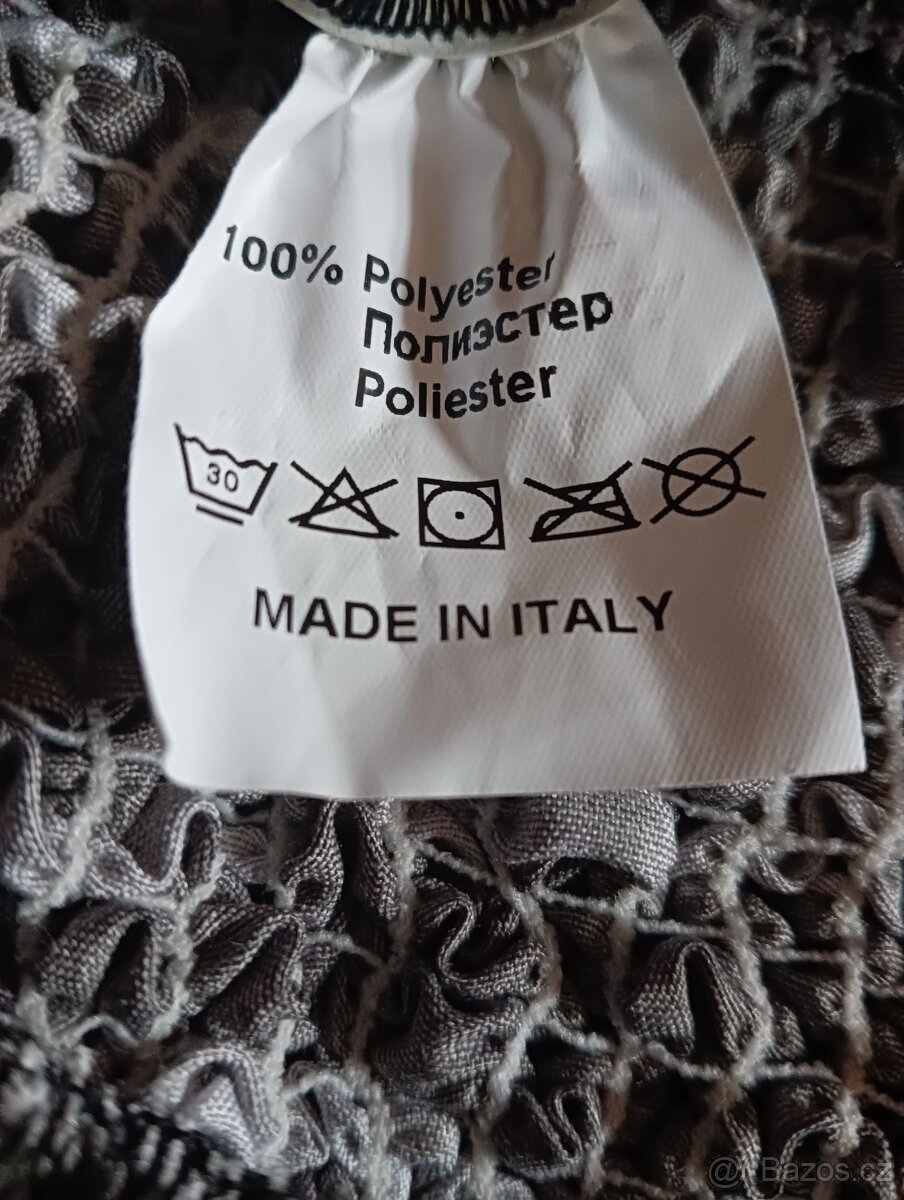 100% Polyester
Полиэстер
Poliester
30
MADE IN ITALY
@ Bazos.cz